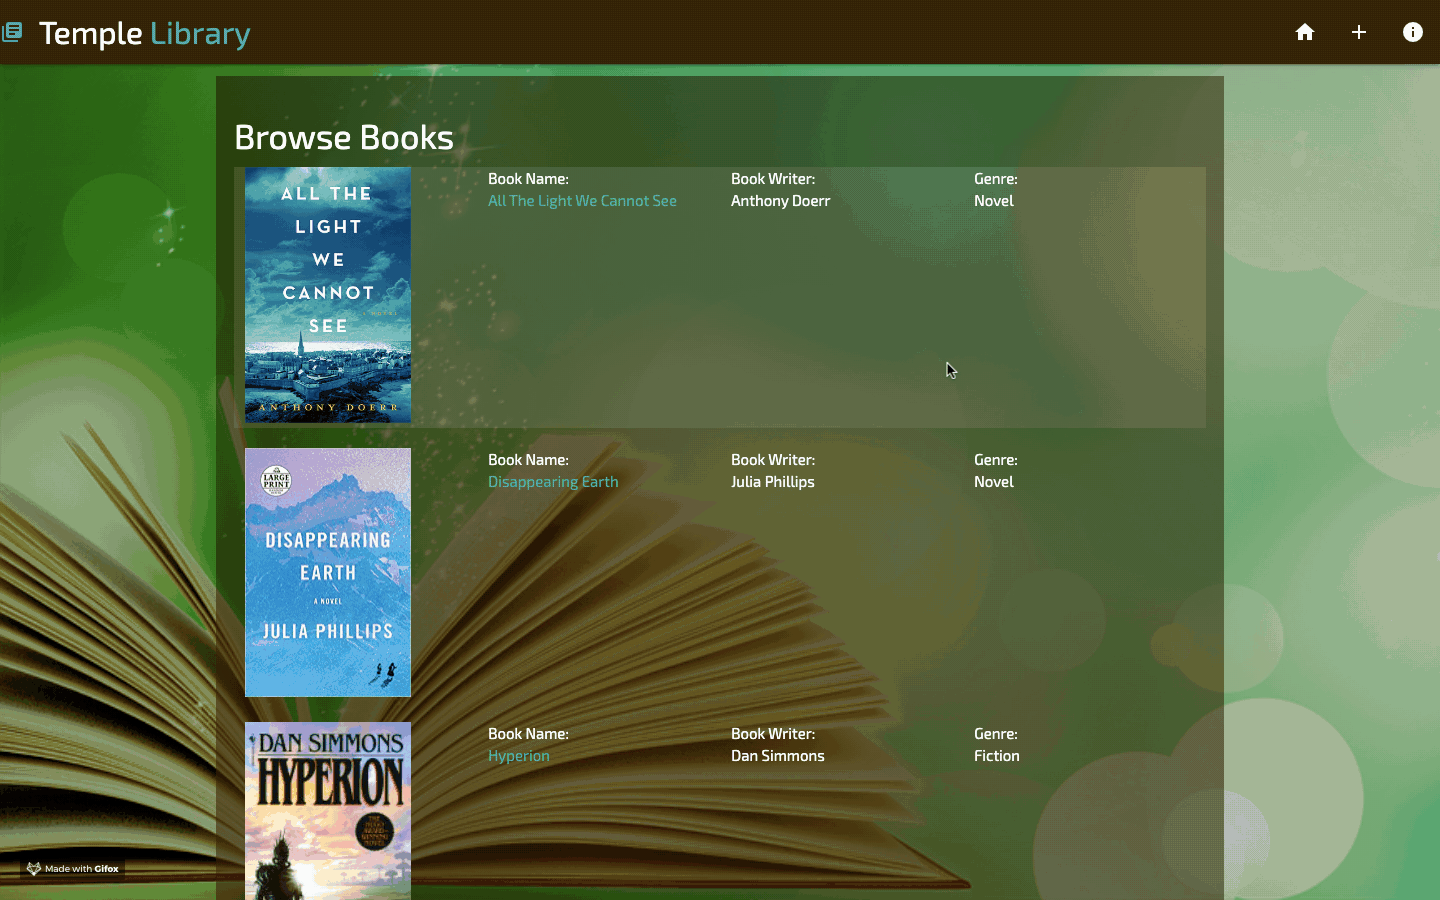 Temple Library
Browse Books
ALL THE
LIGHT
WE
CANNOT
SEE
ANTHONY DOERR
Book Name:
All The Light We Cannot See
Book Writer:
Anthony Doerr
Genre:
Novel
LARGE
PRINT
DISAPPEARING
EARTH
A NOVEL
JULIA PHILLIPS
Book Name:
Disappearing Earth
Book Writer:
Julia Phillips
Genre:
Novel
DAN SIMMONS
HYPERION
Book Name:
Hyperion
Book Writer:
Dan Simmons
Genre:
Fiction
Made with Gifox